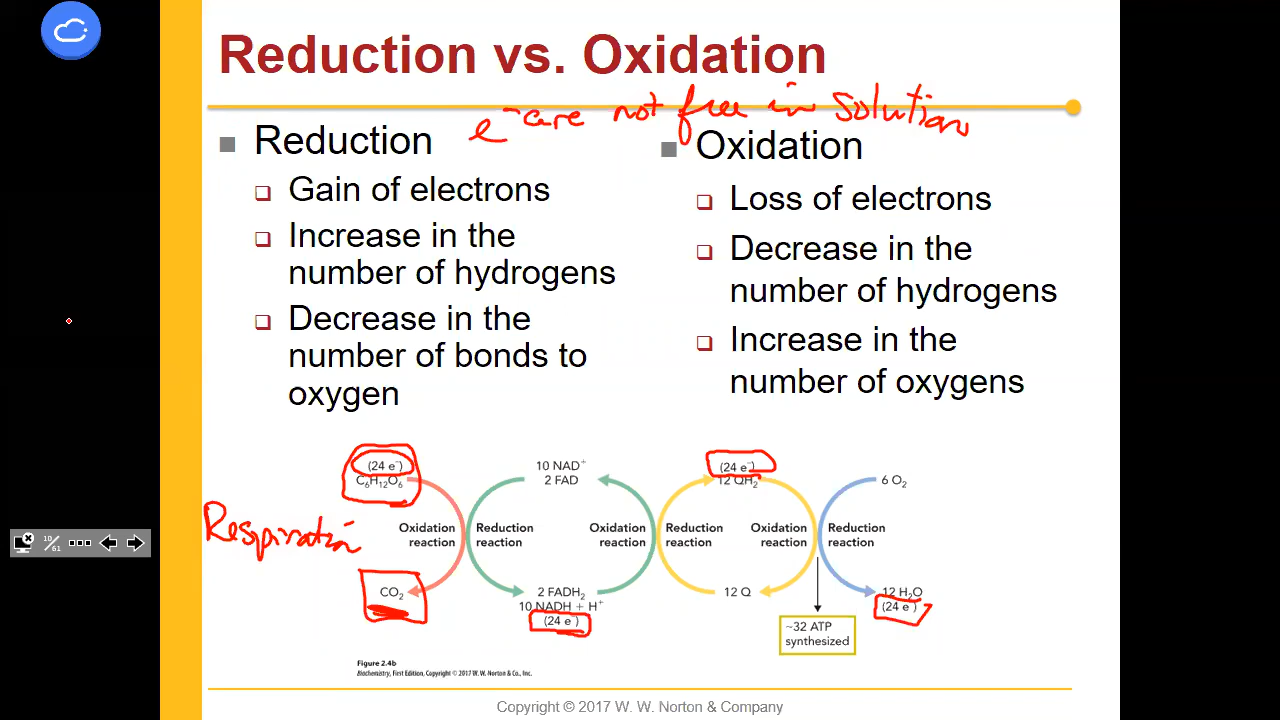 Reduction vs. Oxidation
e⁻ are not free in solution
Reduction
Gain of electrons
Increase in the
number of hydrogens
Decrease in the
number of bonds to
oxygen
Oxidation
Loss of electrons
Decrease in the
number of hydrogens
Increase in the
number of oxygens
(24 e⁻)
C₆H₁₂O₆
10 NAD⁺
2 FAD
(24 e⁻)
12 QH₂
6 O₂
Respiration
Oxidation
reaction
Reduction
reaction
Oxidation
reaction
Reduction
reaction
Oxidation
reaction
Reduction
reaction
CO₂
2 FADH₂
10 NADH + H⁺
(24 e⁻)
12 Q
12 H₂O
(24 e⁻)
~32 ATP
synthesized
10/61
Figure 2.4b
Biochemistry, First Edition, Copyright © 2017 W. W. Norton & Co., Inc.
Copyright © 2017 W. W. Norton & Company